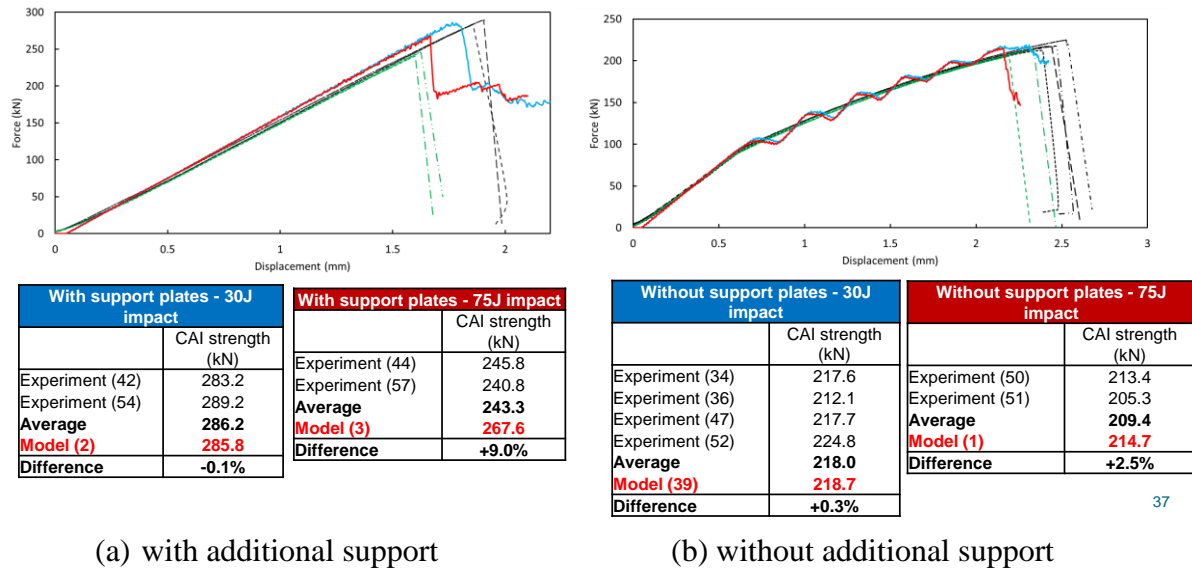 300
250
200
150
100
50
0
Force (kN)
0 0.5 1 1.5 2
Displacement (mm)
250
200
150
100
50
0
Force (kN)
0 0.5 1 1.5 2 2.5 3
Displacement (mm)
With support plates - 30J
impact
CAI strength
(kN)
Experiment (42) 283.2
Experiment (54) 289.2
Average 286.2
Model (2) 285.8
Difference -0.1%
With support plates - 75J impact
CAI strength
(kN)
Experiment (44) 245.8
Experiment (57) 240.8
Average 243.3
Model (3) 267.6
Difference +9.0%
Without support plates - 30J
impact
CAI strength
(kN)
Experiment (34) 217.6
Experiment (36) 212.1
Experiment (47) 217.7
Experiment (52) 224.8
Average 218.0
Model (39) 218.7
Difference +0.3%
Without support plates - 75J
impact
CAI strength
(kN)
Experiment (50) 213.4
Experiment (51) 205.3
Average 209.4
Model (1) 214.7
Difference +2.5%
37
(a) with additional support
(b) without additional support